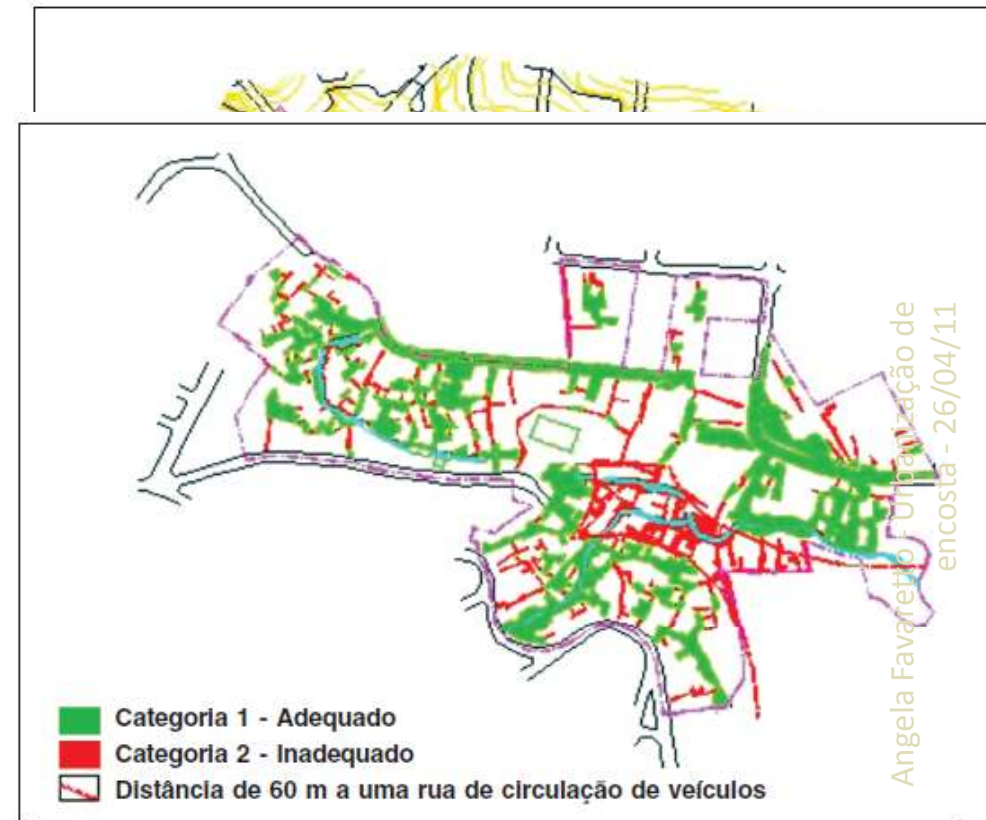 Categoria 1 - Adequado
Categoria 2 - Inadequado
Distância de 60 m a uma rua de circulação de veículos
Angela Favaretto - Urbanização de
encosta - 26/04/11